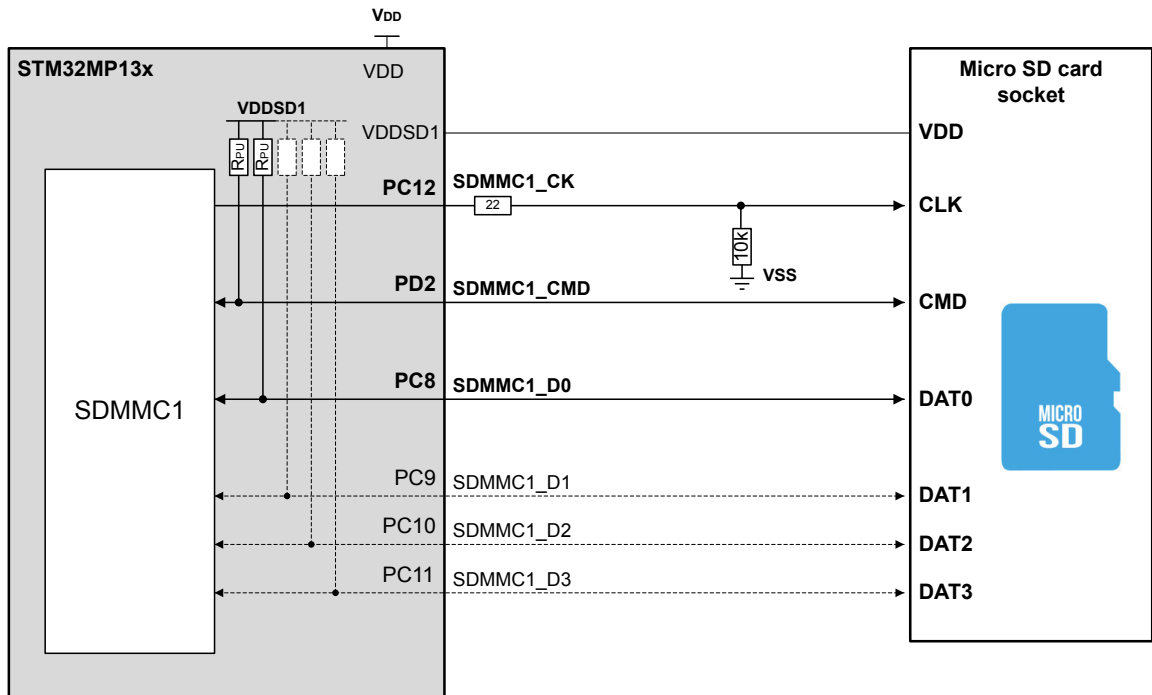 VDD
STM32MP13x
VDD
Micro SD card
socket
VDDSD1
VDDSD1
VDD
RPU
RPU
PC12
SDMMC1_CK
22
CLK
10k
VSS
PD2
SDMMC1_CMD
CMD
SDMMC1
PC8
SDMMC1_D0
DAT0
MICRO
SD
PC9
SDMMC1_D1
DAT1
PC10
SDMMC1_D2
DAT2
PC11
SDMMC1_D3
DAT3